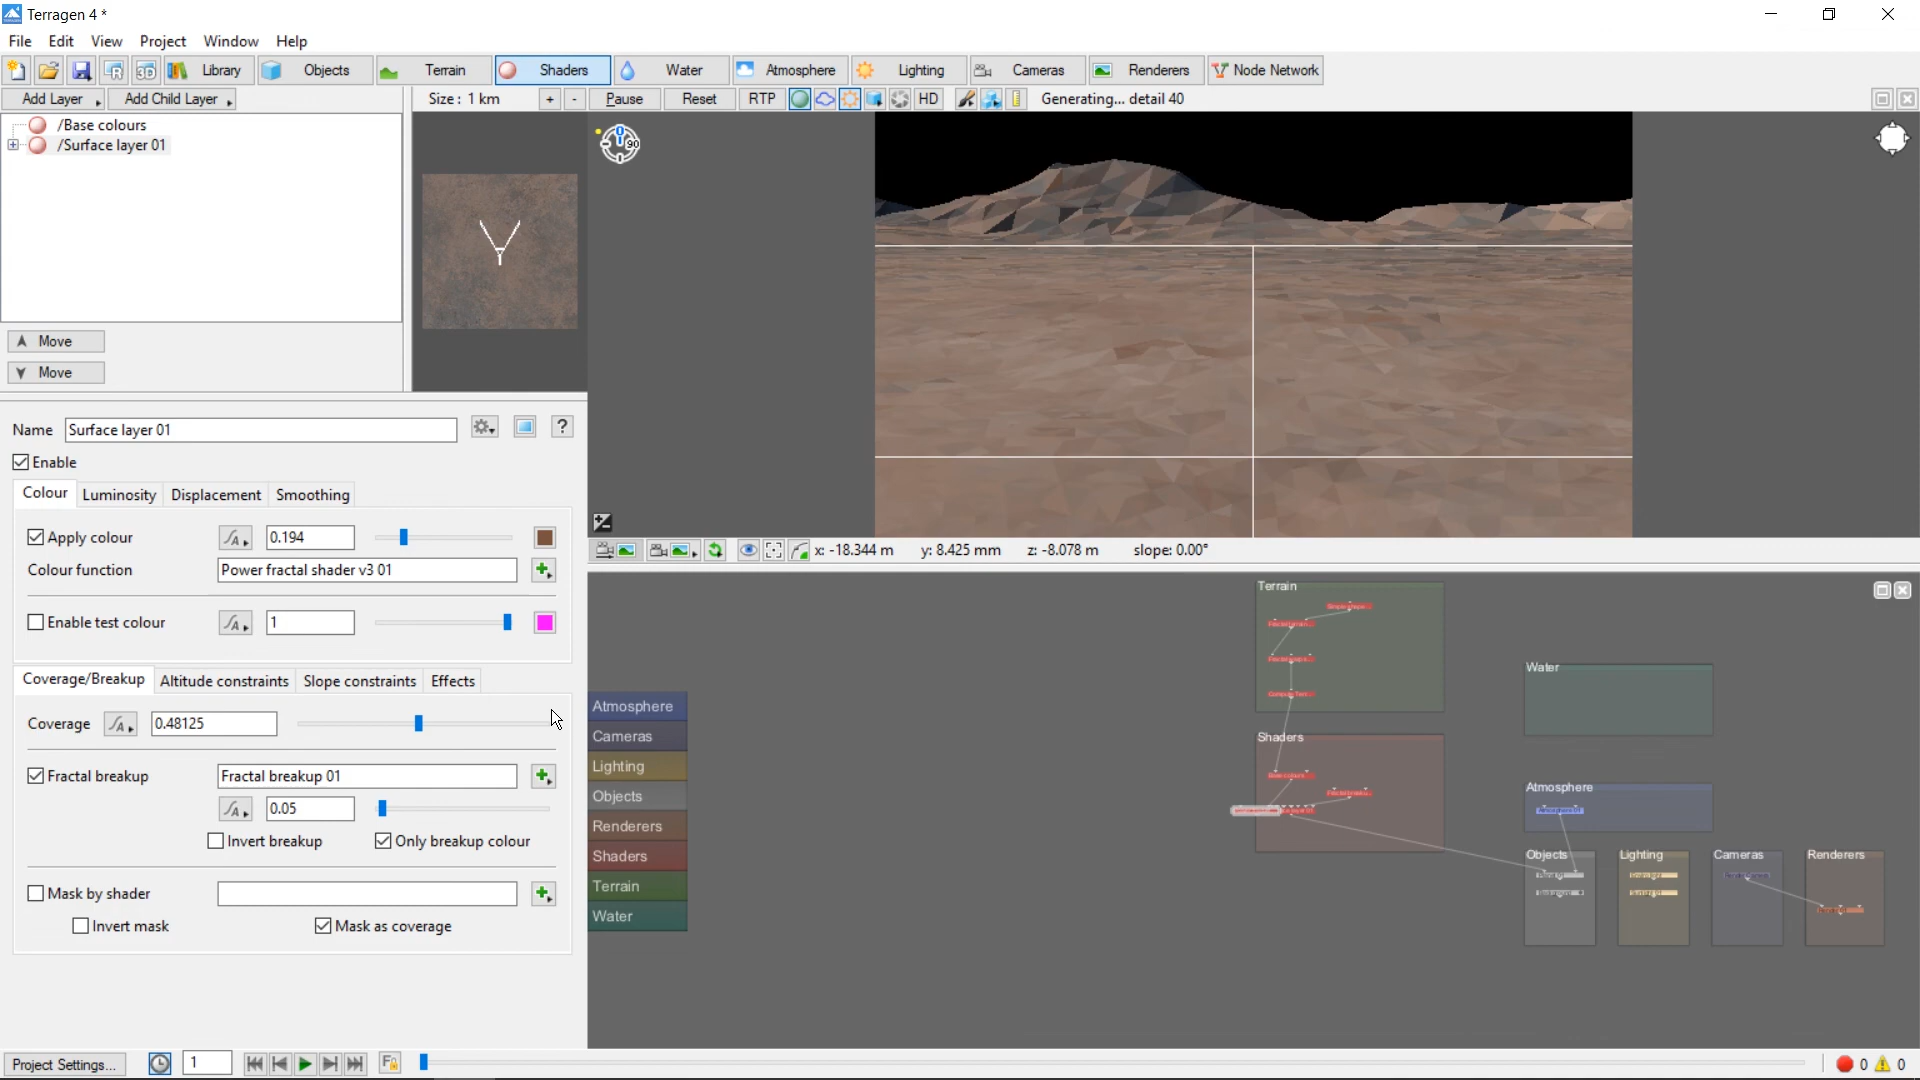 Terragen 4 *
File Edit View Project Window Help
Library Objects Terrain Shaders Water Atmosphere Lighting Cameras Renderers Node Network
Add Layer Add Child Layer Size : 1 km + - Pause Reset RTP HD Generating... detail 40
/Base colours
/Surface layer 01
Move
Move
Name Surface layer 01 ?
Enable
Colour Luminosity Displacement Smoothing
Apply colour 0.194
Colour function Power fractal shader v3 01
Enable test colour 1
Coverage/Breakup Altitude constraints Slope constraints Effects
Coverage 0.48125
Fractal breakup Fractal breakup 01
0.05
Invert breakup Only breakup colour
Mask by shader
Invert mask Mask as coverage
x: -18.344 m y: 8.425 mm z: -8.078 m slope: 0.00°
Atmosphere
Cameras
Lighting
Objects
Renderers
Shaders
Terrain
Water
Terrain
Shaders
Water
Atmosphere
Objects Lighting Cameras Renderers
Project Settings... 1 0 0